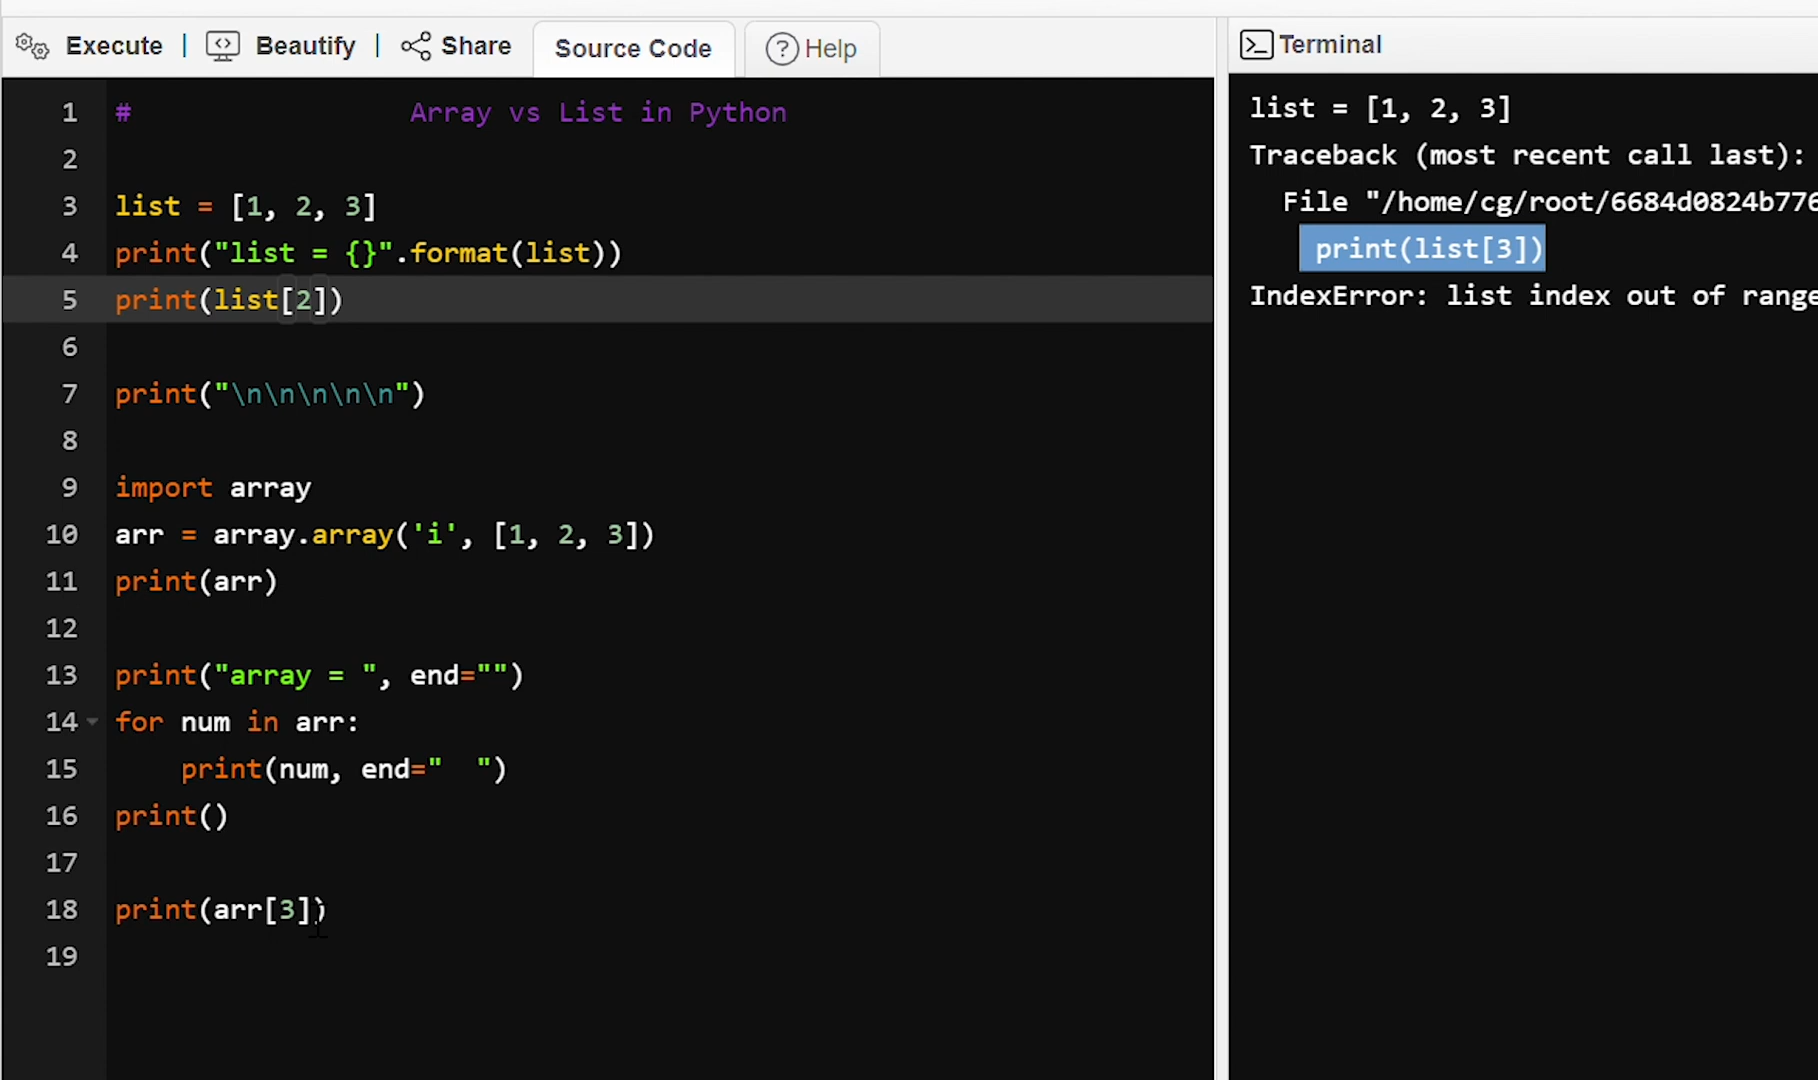 Execute | Beautify | Share Source Code ? Help
1 # Array vs List in Python
2
3 list = [1, 2, 3]
4 print("list = {}".format(list))
5 print(list[2])
6
7 print("\n\n\n\n\n")
8
9 import array
10 arr = array.array('i', [1, 2, 3])
11 print(arr)
12
13 print("array = ", end="")
14 for num in arr:
15     print(num, end="  ")
16 print()
17
18 print(arr[3])
19
Terminal
list = [1, 2, 3]
Traceback (most recent call last):
  File "/home/cg/root/6684d0824b776
    print(list[3])
IndexError: list index out of range